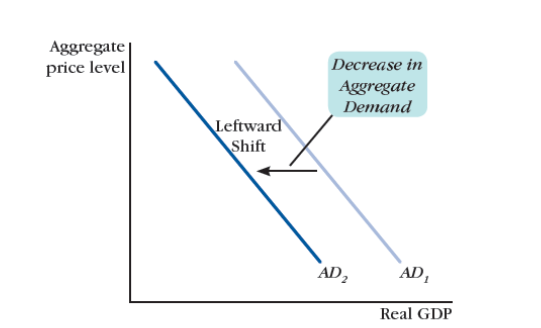 Aggregate
price level
Decrease in
Aggregate
Demand
Leftward
Shift
AD₂
AD₁
Real GDP